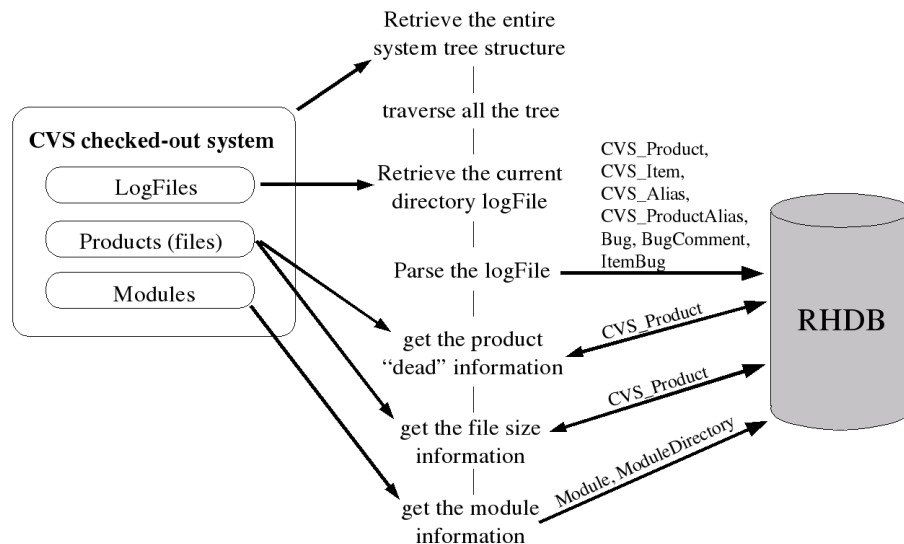 Retrieve the entire
system tree structure
traverse all the tree
CVS checked-out system
LogFiles
Products (files)
Modules
Retrieve the current
directory logFile
Parse the logFile
get the product
“dead” information
get the file size
information
get the module
information
CVS_Product,
CVS_Item,
CVS_Alias,
CVS_ProductAlias,
Bug, BugComment,
ItemBug
CVS_Product
CVS_Product
Module, ModuleDirectory
RHDB